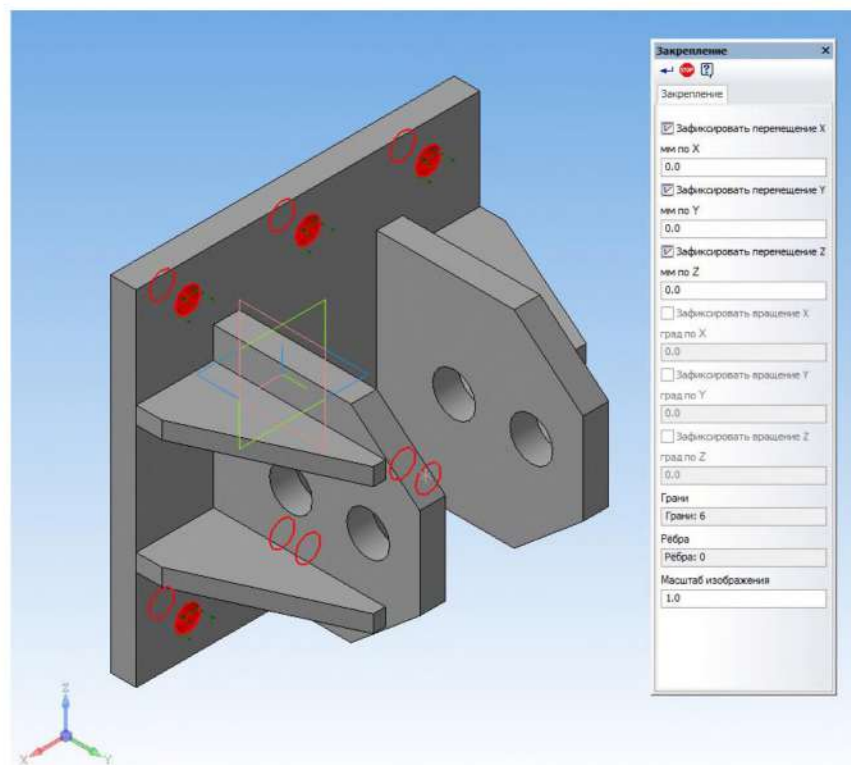 Закрепление
STOP
Закрепление
Зафиксировать перемещение X
мм по X
0.0
Зафиксировать перемещение Y
мм по Y
0.0
Зафиксировать перемещение Z
мм по Z
0.0
Зафиксировать вращение X
град по X
0.0
Зафиксировать вращение Y
град по Y
0.0
Зафиксировать вращение Z
град по Z
0.0
Грани
Грани: 6
Рёбра
Рёбра: 0
Масштаб изображения
1.0
Z
X
Y